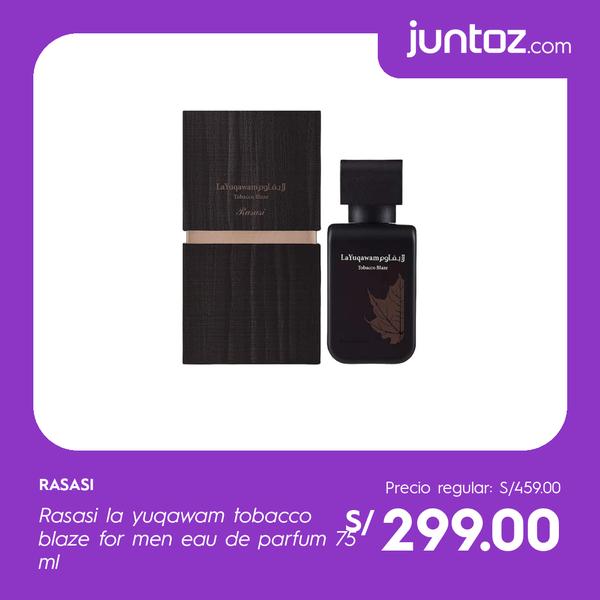 juntoz.com
LaYuqawam لايقاوم
Tobacco Blaze
Rasasi
LaYuqawam لايقاوم
Tobacco Blaze
RASASI
Precio regular: S/459.00
Rasasi la yuqawam tobacco
blaze for men eau de parfum 75
ml
S/ 299.00